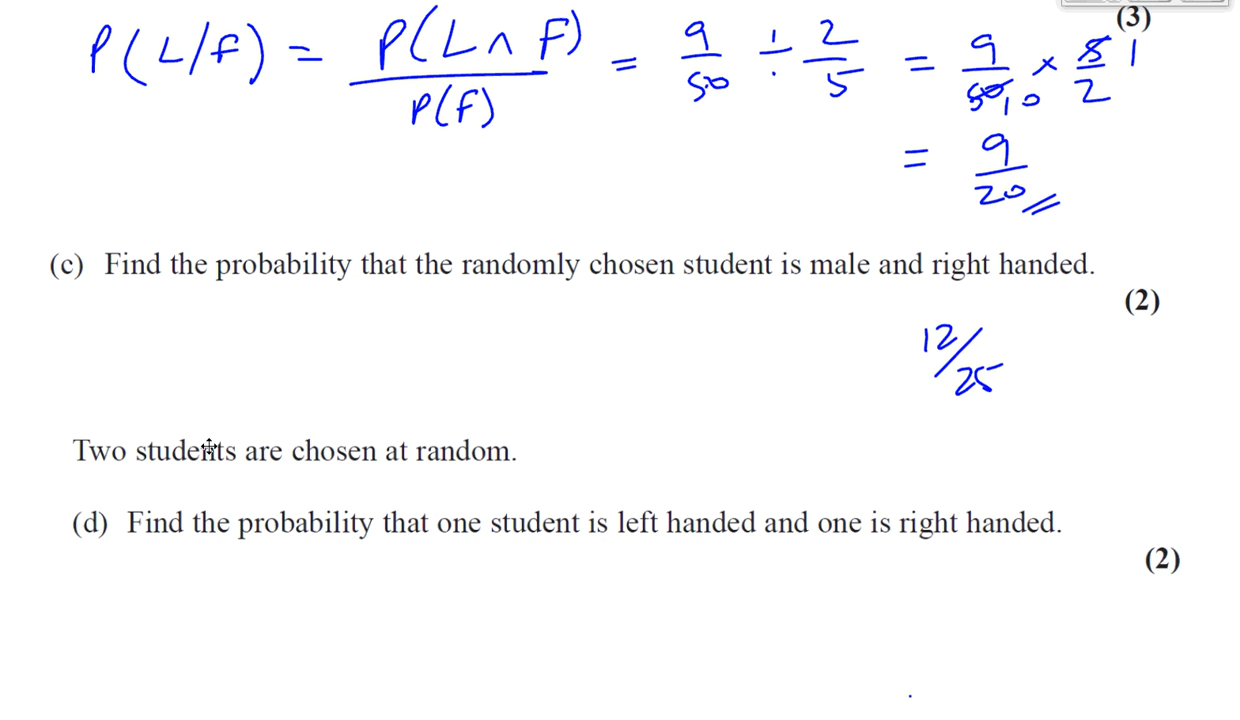 (3)
P(L/F) = P(L∩F)/P(F) = 9/50 ÷ 2/5 = 9/50 10 × 5/2 1
= 9/20
(c) Find the probability that the randomly chosen student is male and right handed.
(2)
12/25
Two students are chosen at random.
(d) Find the probability that one student is left handed and one is right handed.
(2)